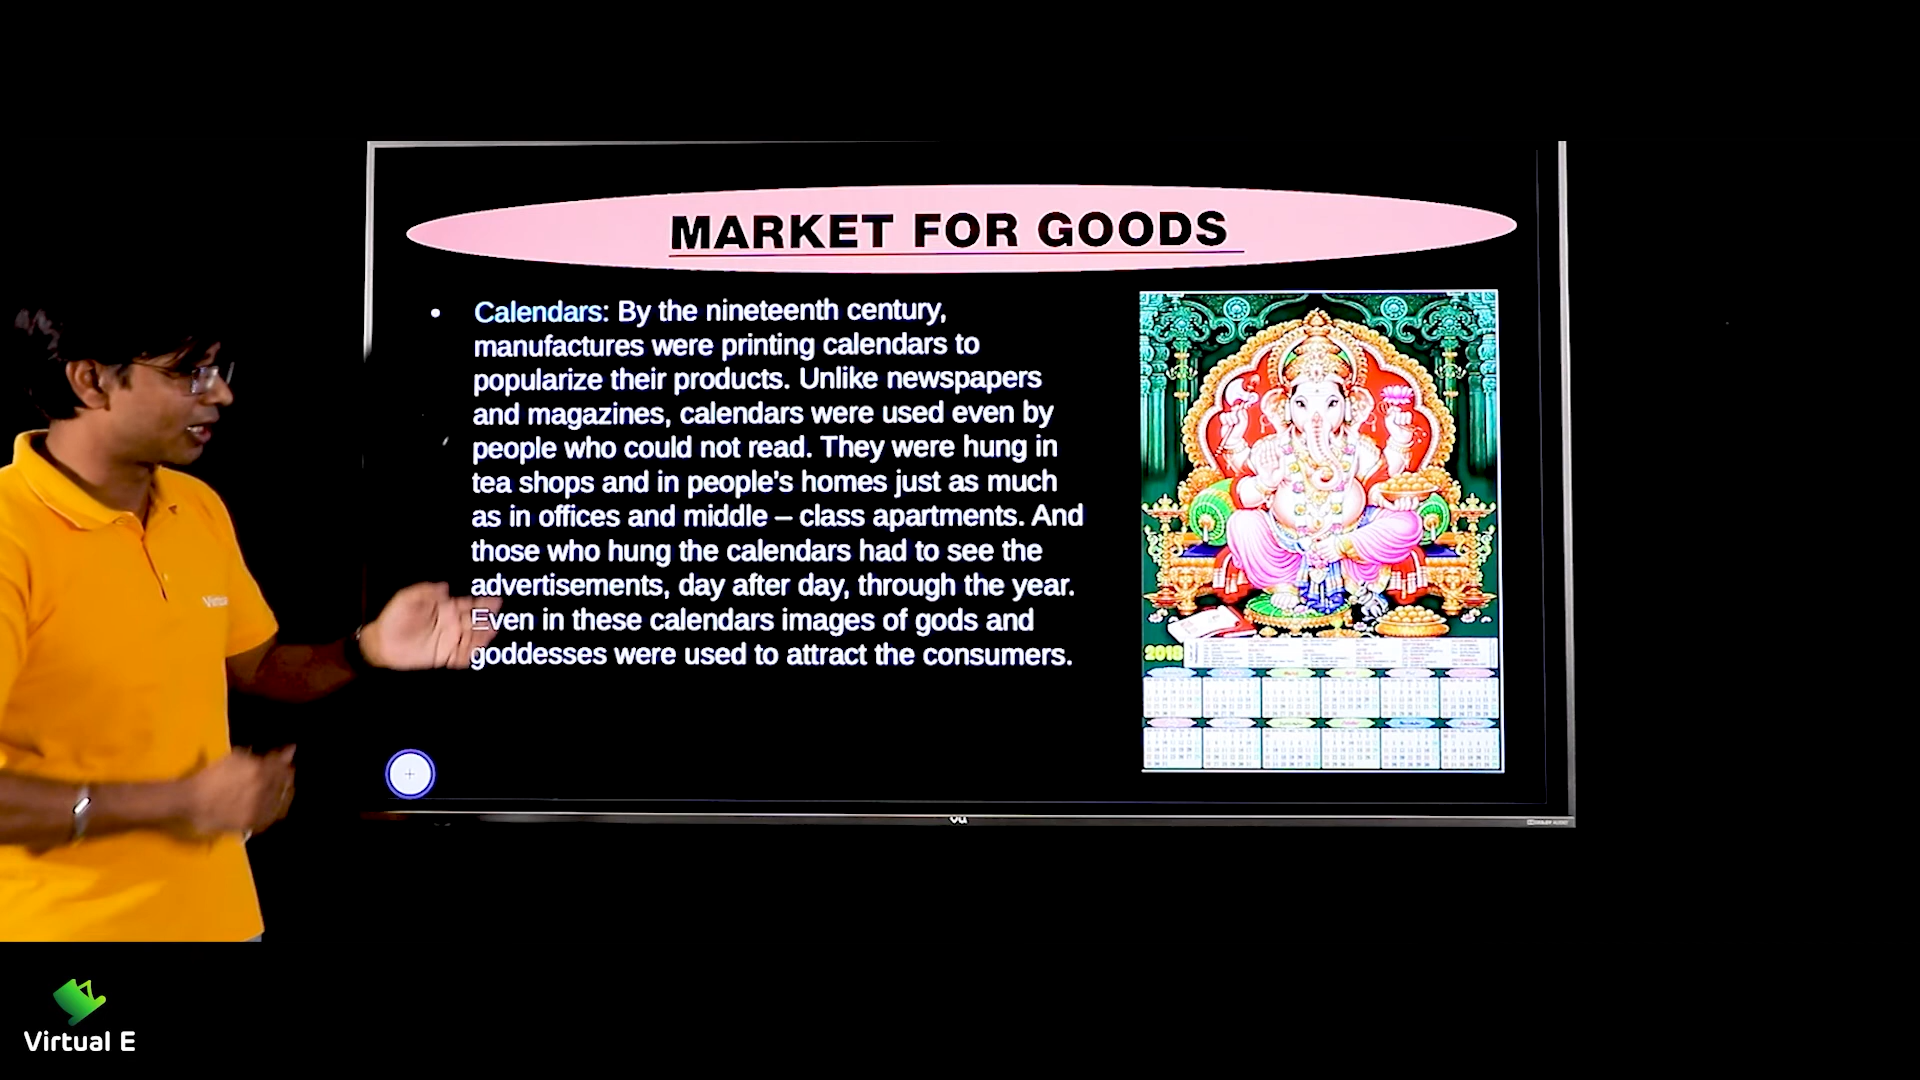 MARKET FOR GOODS
• Calendars: By the nineteenth century,
manufactures were printing calendars to
popularize their products. Unlike newspapers
and magazines, calendars were used even by
people who could not read. They were hung in
tea shops and in people's homes just as much
as in offices and middle – class apartments. And
those who hung the calendars had to see the
advertisements, day after day, through the year.
Even in these calendars images of gods and
goddesses were used to attract the consumers.
2018
vu
Virtual E